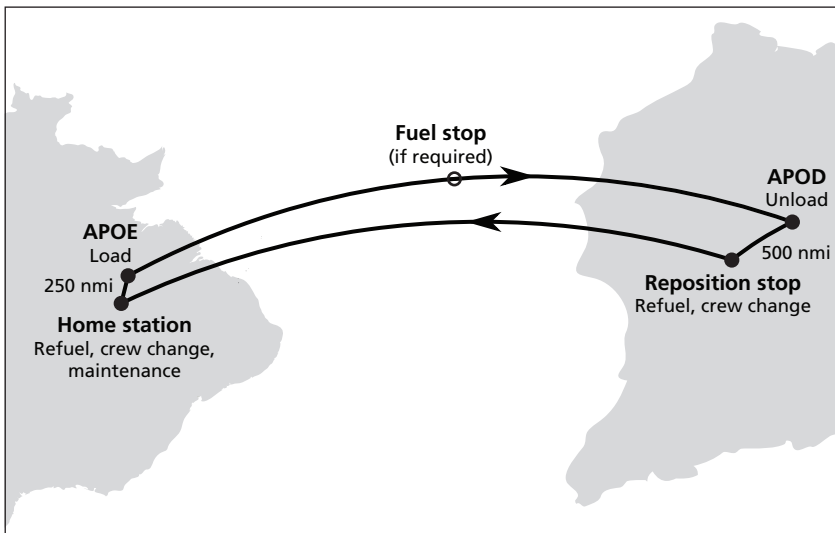 Fuel stop
(if required)
APOD
Unload
APOE
Load
250 nmi
500 nmi
Reposition stop
Refuel, crew change
Home station
Refuel, crew change,
maintenance